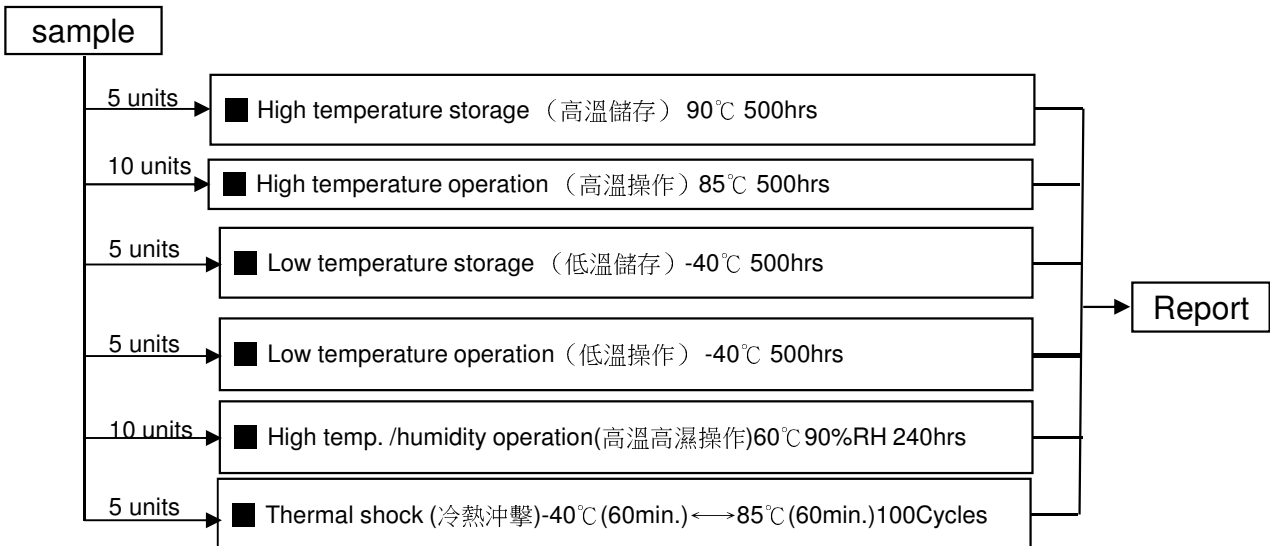 sample
5 units
■ High temperature storage （高溫儲存） 90℃ 500hrs
10 units
■ High temperature operation （高溫操作）85℃ 500hrs
5 units
■ Low temperature storage （低溫儲存）-40℃ 500hrs
Report
5 units
■ Low temperature operation（低溫操作） -40℃ 500hrs
10 units
■ High temp. /humidity operation(高溫高濕操作)60℃90%RH 240hrs
5 units
■ Thermal shock (冷熱沖擊)-40℃(60min.)←→85℃(60min.)100Cycles